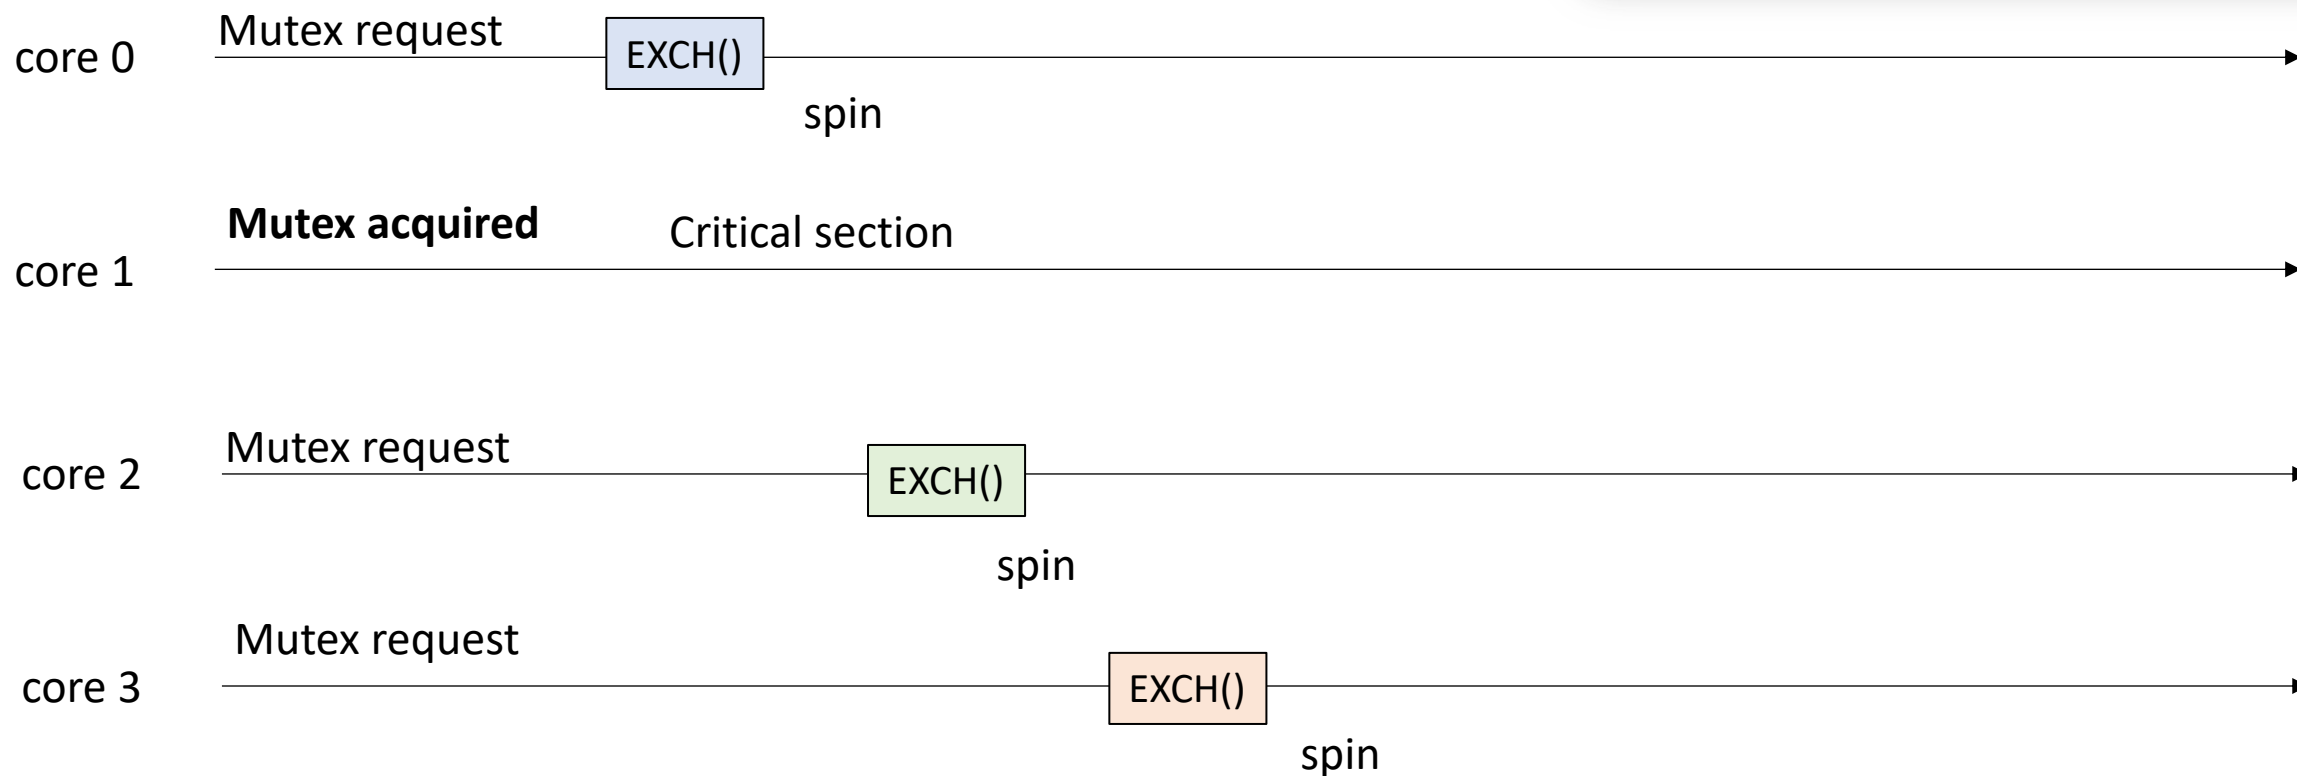 Mutex request
core 0
EXCH()
spin
Mutex acquired
Critical section
core 1
Mutex request
core 2
EXCH()
spin
Mutex request
core 3
EXCH()
spin